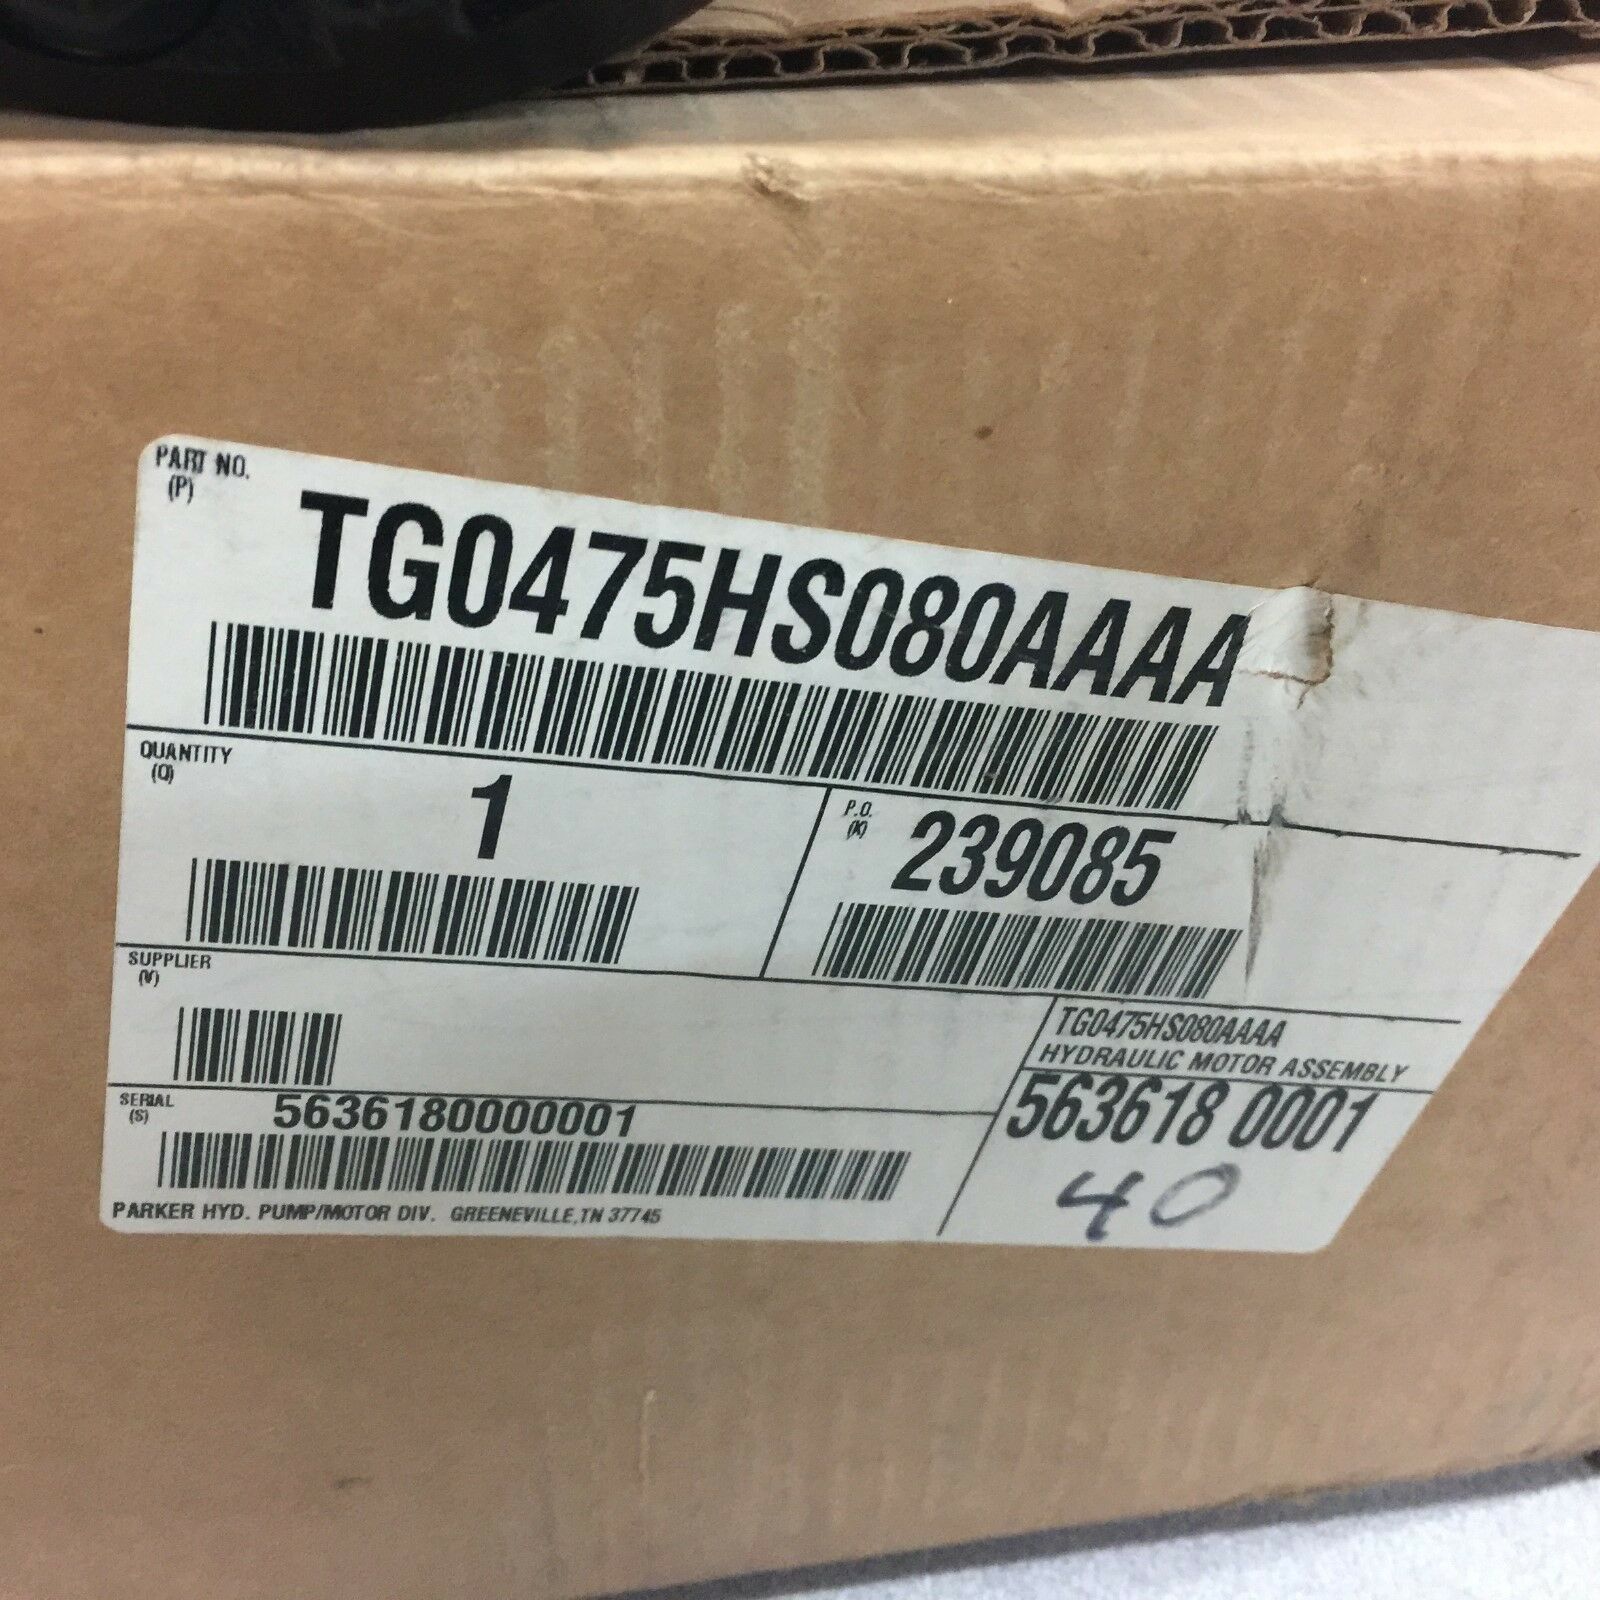 PART NO.
(P)
TG0475HS080AAAA
QUANTITY
(Q)
1
P.O.
(K)
239085
SUPPLIER
(V)
TG0475HS080AAAA
HYDRAULIC MOTOR ASSEMBLY
563618 0001
40
SERIAL
(S)
5636180000001
PARKER HYD. PUMP/MOTOR DIV. GREENEVILLE,TN 37745